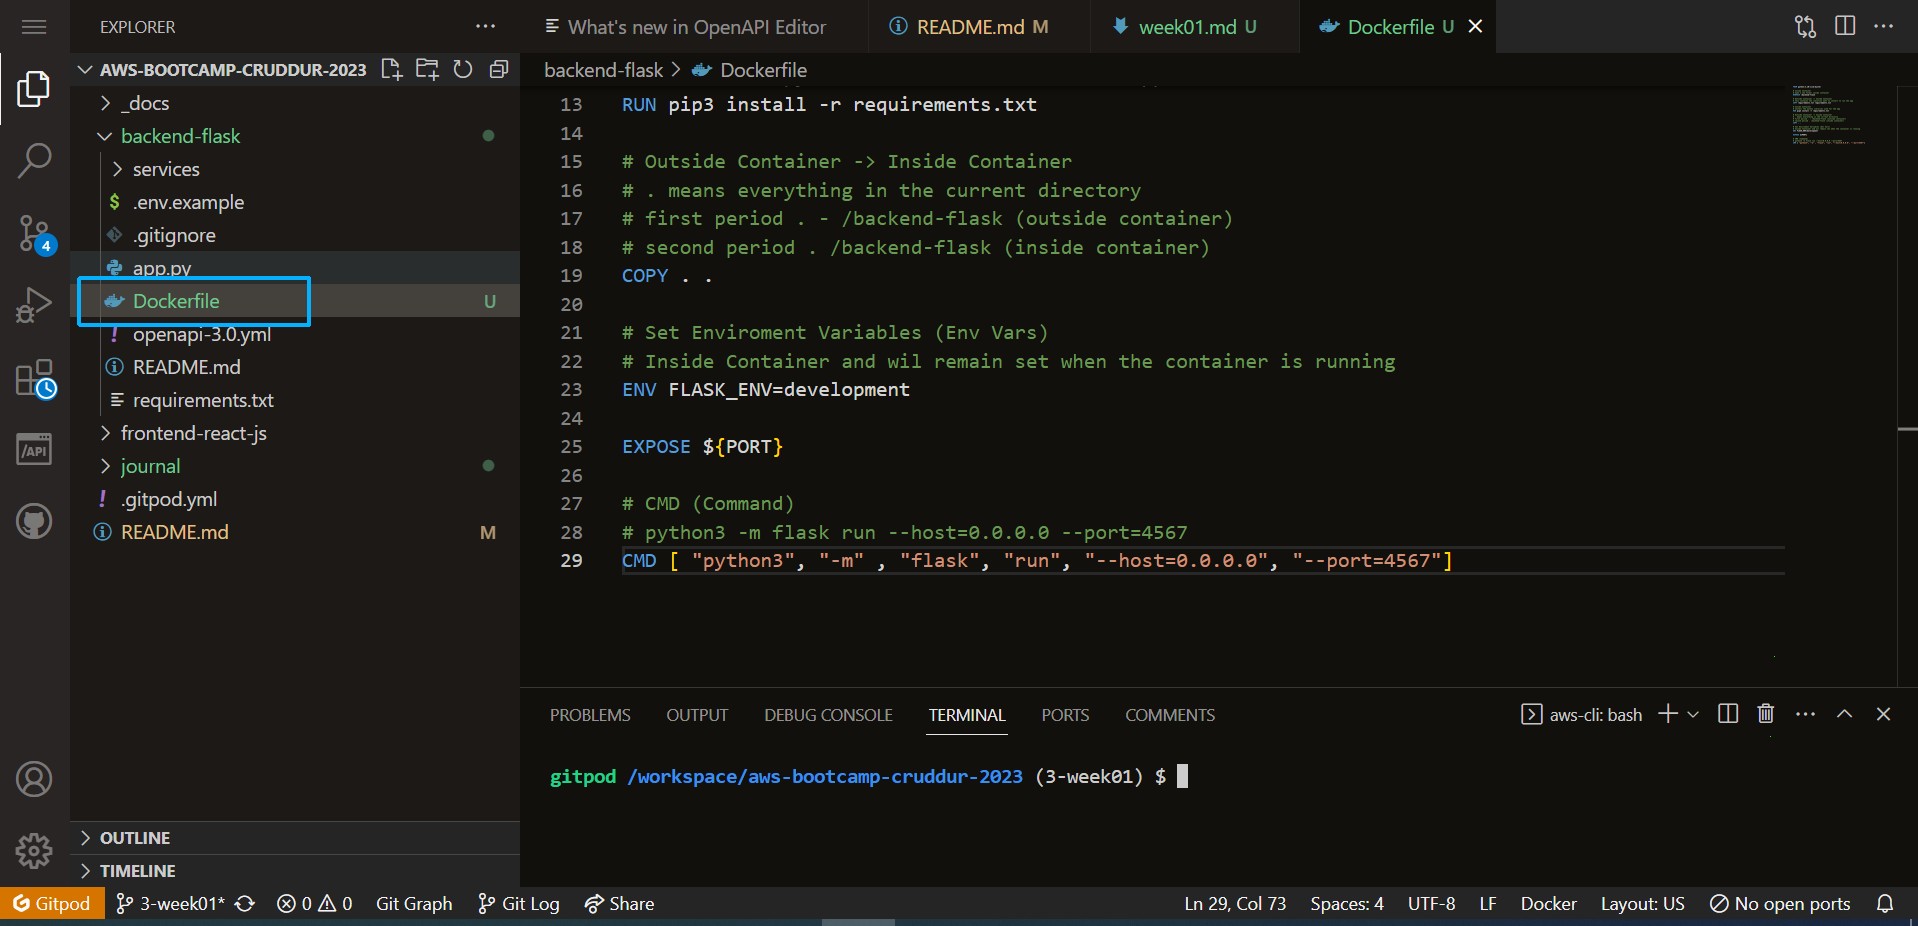 EXPLORER
What's new in OpenAPI Editor
README.md M
week01.md U
Dockerfile U
AWS-BOOTCAMP-CRUDDUR-2023
_docs
backend-flask
services
.env.example
.gitignore
app.py
Dockerfile U
openapi-3.0.yml
README.md
requirements.txt
frontend-react-js
journal
.gitpod.yml
README.md M
OUTLINE
TIMELINE
4
/API
backend-flask > Dockerfile
13 RUN pip3 install -r requirements.txt
14
15 # Outside Container -> Inside Container
16 # . means everything in the current directory
17 # first period . - /backend-flask (outside container)
18 # second period . /backend-flask (inside container)
19 COPY . .
20
21 # Set Enviroment Variables (Env Vars)
22 # Inside Container and wil remain set when the container is running
23 ENV FLASK_ENV=development
24
25 EXPOSE ${PORT}
26
27 # CMD (Command)
28 # python3 -m flask run --host=0.0.0.0 --port=4567
29 CMD [ "python3", "-m" , "flask", "run", "--host=0.0.0.0", "--port=4567"]
PROBLEMS OUTPUT DEBUG CONSOLE TERMINAL PORTS COMMENTS
aws-cli: bash
gitpod /workspace/aws-bootcamp-cruddur-2023 (3-week01) $
Gitpod 3-week01* 0 0 Git Graph Git Log Share Ln 29, Col 73 Spaces: 4 UTF-8 LF Docker Layout: US No open ports